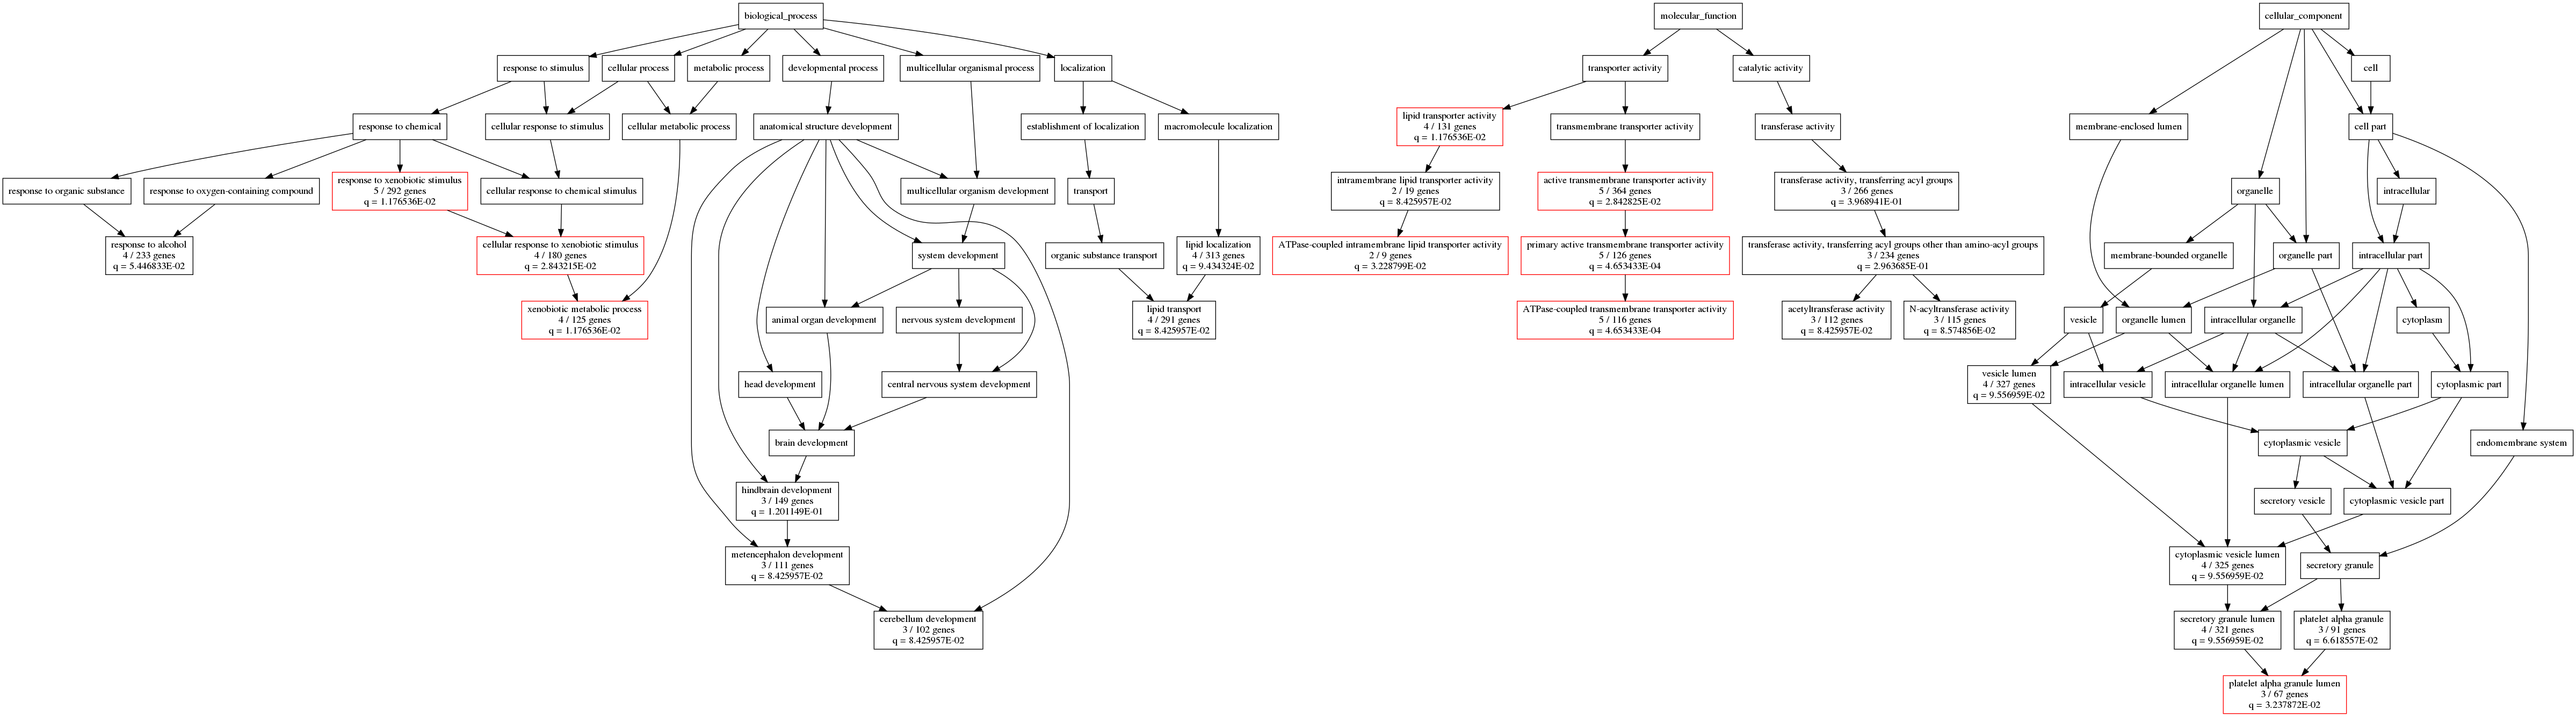 biological_process
molecular_function
cellular_component
response to stimulus
cellular process
metabolic process
developmental process
multicellular organismal process
localization
transporter activity
catalytic activity
cell
response to chemical
cellular response to stimulus
cellular metabolic process
anatomical structure development
establishment of localization
macromolecule localization
lipid transporter activity
4 / 131 genes
q = 1.176536E-02
transmembrane transporter activity
transferase activity
membrane-enclosed lumen
cell part
response to organic substance
response to oxygen-containing compound
response to xenobiotic stimulus
5 / 292 genes
q = 1.176536E-02
cellular response to chemical stimulus
multicellular organism development
transport
intramembrane lipid transporter activity
2 / 19 genes
q = 8.425957E-02
active transmembrane transporter activity
5 / 364 genes
q = 2.842825E-02
transferase activity, transferring acyl groups
3 / 266 genes
q = 3.968941E-01
organelle
intracellular
response to alcohol
4 / 233 genes
q = 5.446833E-02
cellular response to xenobiotic stimulus
4 / 180 genes
q = 2.843215E-02
system development
organic substance transport
lipid localization
4 / 313 genes
q = 9.434324E-02
ATPase-coupled intramembrane lipid transporter activity
2 / 9 genes
q = 3.228799E-02
primary active transmembrane transporter activity
5 / 126 genes
q = 4.653433E-04
transferase activity, transferring acyl groups other than amino-acyl groups
3 / 234 genes
q = 2.963685E-01
membrane-bounded organelle
organelle part
intracellular part
xenobiotic metabolic process
4 / 125 genes
q = 1.176536E-02
animal organ development
nervous system development
lipid transport
4 / 291 genes
q = 8.425957E-02
ATPase-coupled transmembrane transporter activity
5 / 116 genes
q = 4.653433E-04
acetyltransferase activity
3 / 112 genes
q = 8.425957E-02
N-acyltransferase activity
3 / 115 genes
q = 8.574856E-02
vesicle
organelle lumen
intracellular organelle
cytoplasm
head development
central nervous system development
vesicle lumen
4 / 327 genes
q = 9.556959E-02
intracellular vesicle
intracellular organelle lumen
intracellular organelle part
cytoplasmic part
brain development
cytoplasmic vesicle
endomembrane system
hindbrain development
3 / 149 genes
q = 1.201149E-01
secretory vesicle
cytoplasmic vesicle part
metencephalon development
3 / 111 genes
q = 8.425957E-02
cytoplasmic vesicle lumen
4 / 325 genes
q = 9.556959E-02
secretory granule
cerebellum development
3 / 102 genes
q = 8.425957E-02
secretory granule lumen
4 / 321 genes
q = 9.556959E-02
platelet alpha granule
3 / 91 genes
q = 6.618557E-02
platelet alpha granule lumen
3 / 67 genes
q = 3.237872E-02